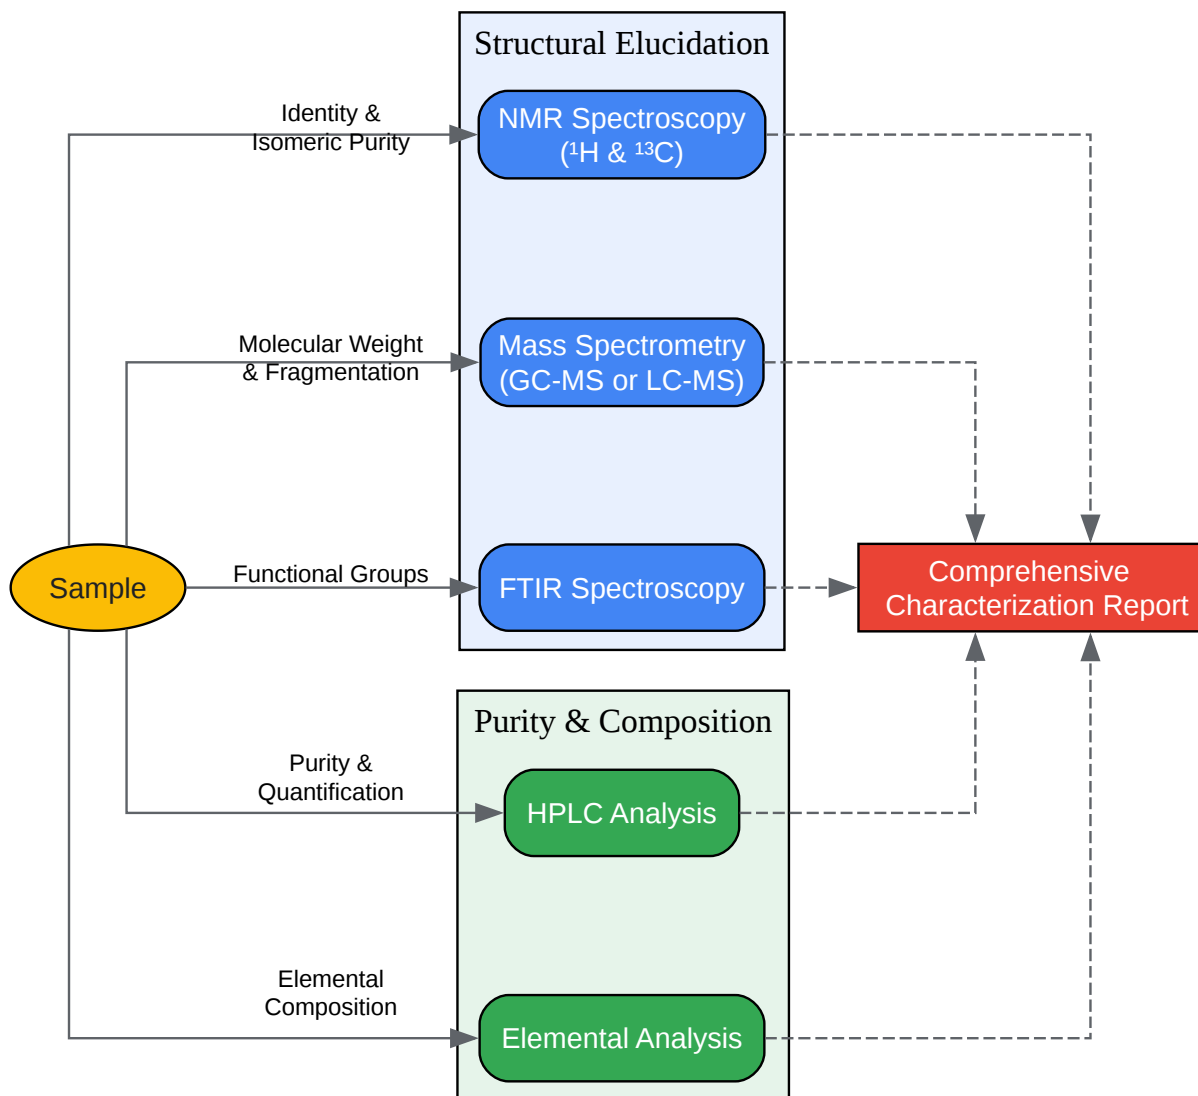 Structural Elucidation
Identity &
Isomeric Purity
NMR Spectroscopy
(¹H & ¹³C)
Molecular Weight
& Fragmentation
Mass Spectrometry
(GC-MS or LC-MS)
Sample
Functional Groups
FTIR Spectroscopy
Comprehensive
Characterization Report
Purity & Composition
Purity &
Quantification
HPLC Analysis
Elemental
Composition
Elemental Analysis